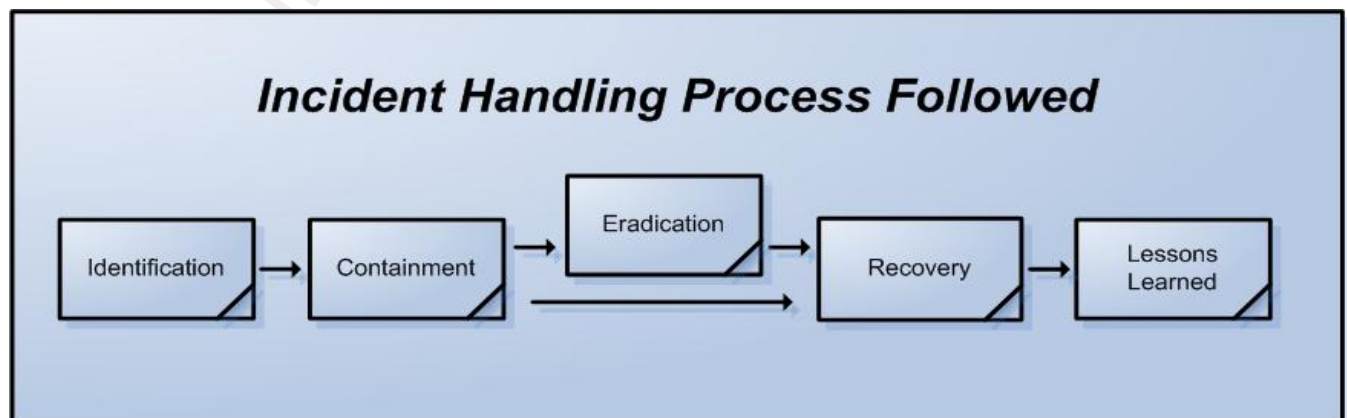 Incident Handling Process Followed
Identification
Containment
Eradication
Recovery
Lessons
Learned